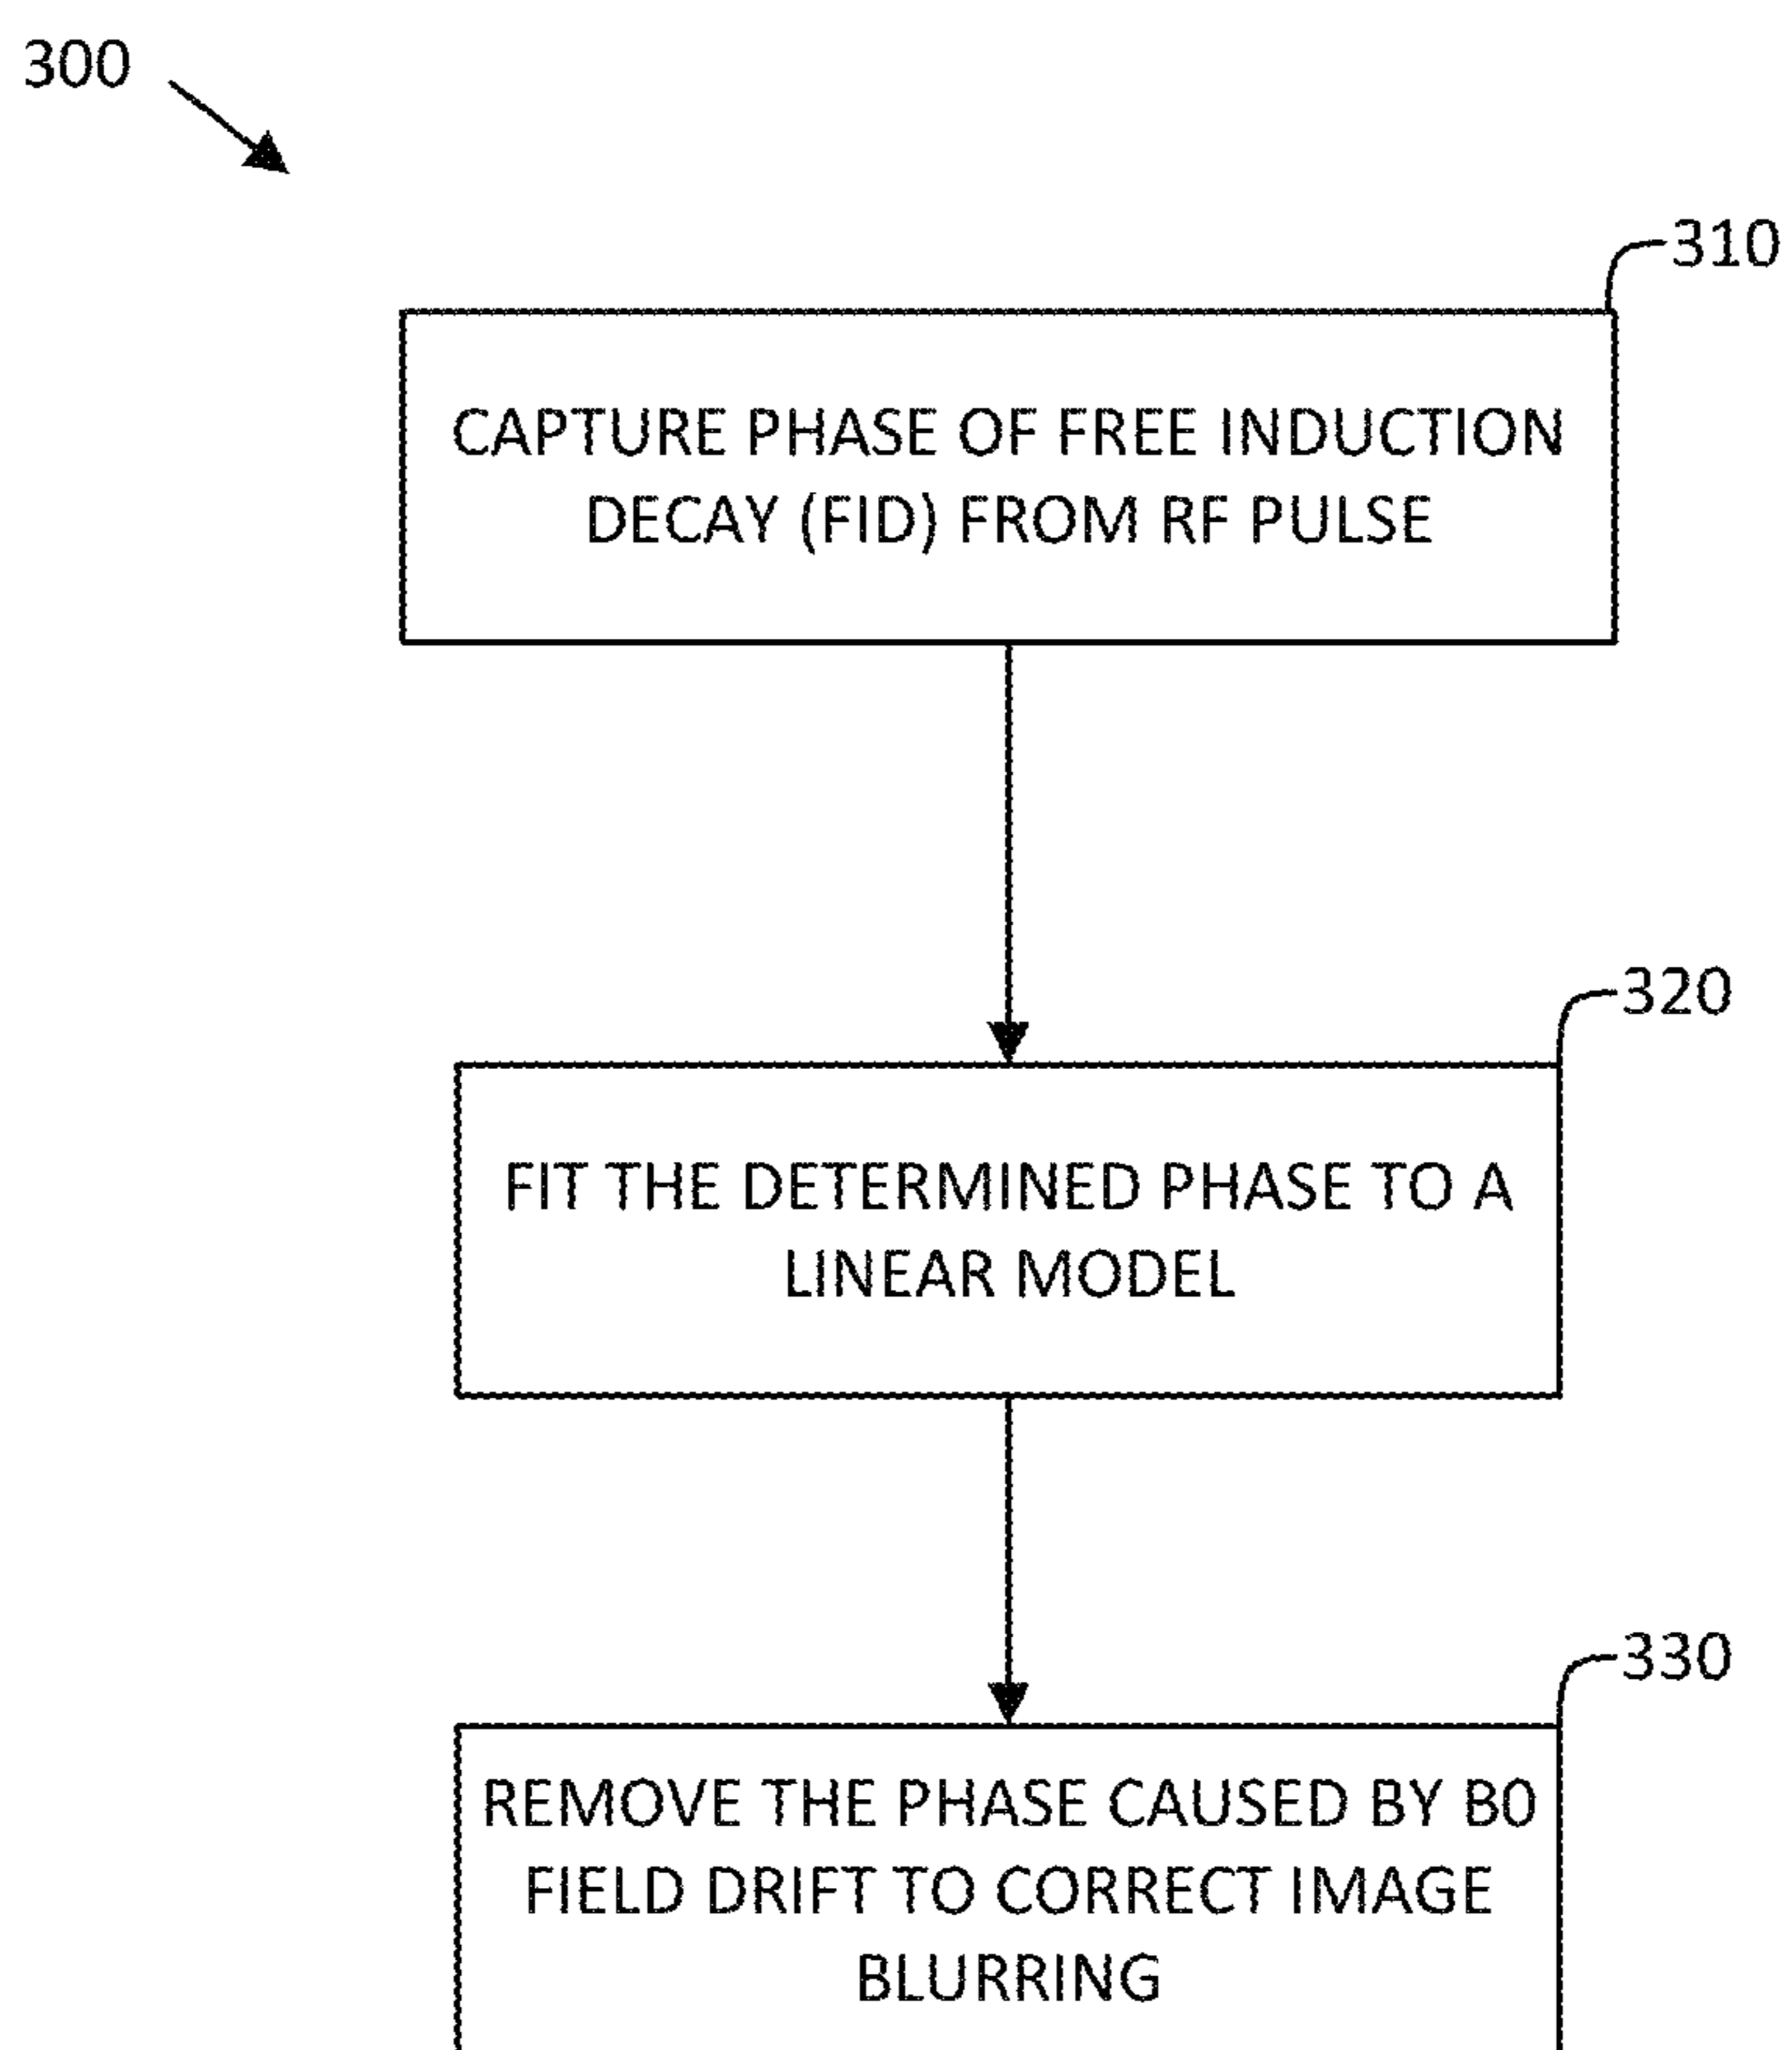 300
310
CAPTURE PHASE OF FREE INDUCTION
DECAY (FID) FROM RF PULSE
320
FIT THE DETERMINED PHASE TO A
LINEAR MODEL
330
REMOVE THE PHASE CAUSED BY B0
FIELD DRIFT TO CORRECT IMAGE
BLURRING